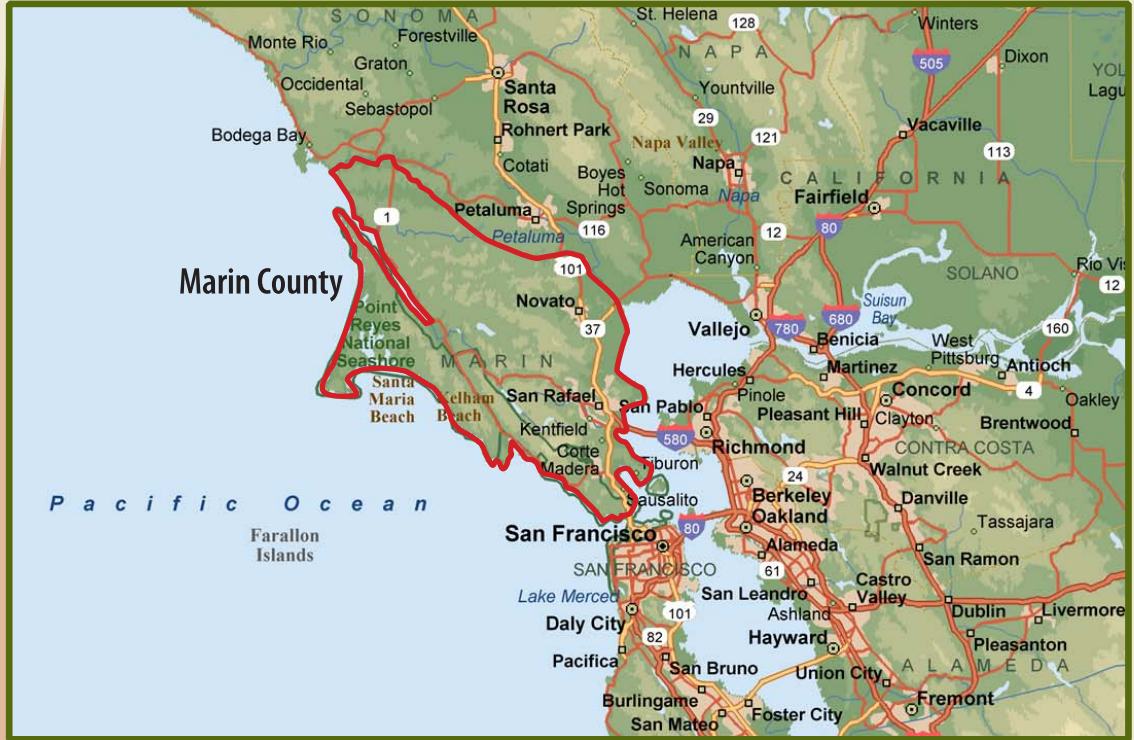 SONOMA
Forestville
Monte Rio
Graton
Occidental
Sebastopol
Santa
Rosa
Rohnert Park
Bodega Bay
Cotati
St. Helena
128
NAPA
Yountville
29
121
Napa Valley
Napa
Napa
Boyes
Hot
Springs
Sonoma
Winters
505
Dixon
YOL
Lagu
Vacaville
113
CALIFORNIA
Fairfield
80
12
American
Canyon
SOLANO
Rio Vis
12
1
Petaluma
Petaluma
116
101
Marin County
Novato
37
Point
Reyes
National
Seashore
MARIN
Santa
Maria
Beach
Kelham
Beach
San Rafael
Kentfield
Corte
Madera
Tiburon
Sausalito
Vallejo
780
680
Suisun
Bay
Benicia
West
Pittsburg
160
Antioch
4
Oakley
Hercules
Martinez
Concord
Pinole
San Pablo
Pleasant Hill
Clayton
Brentwood
580
Richmond
CONTRA COSTA
Walnut Creek
24
Berkeley
Oakland
Danville
Tassajara
Pacific Ocean
Farallon
Islands
80
San Francisco
SAN FRANCISCO
Alameda
61
San Ramon
San Leandro
Castro
Valley
Ashland
Lake Merced
Daly City
101
82
Hayward
Dublin
Livermore
Pleasanton
Pacifica
San Bruno
Union City
ALAMEDA
Burlingame
Foster City
Fremont
San Mateo